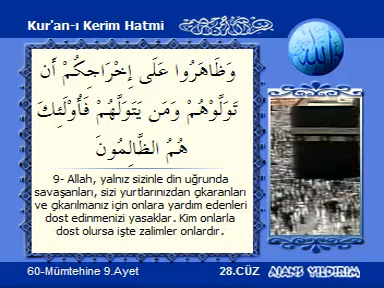 Kur'an-ı Kerim Hatmi
وَظَاهَرُوا عَلَى إِخْرَاجِكُمْ أَن
تَوَلَّوْهُمْ وَمَن يَتَوَلَّهُمْ فَأُوْلَئِكَ
هُمُ الظَّالِمُونَ
9- Allah, yalnız sizinle din uğrunda
savaşanları, sizi yurtlarınızdan çıkaranları
ve çıkarılmanız için onlara yardım edenleri
dost edinmenizi yasaklar. Kim onlarla
dost olursa işte zalimler onlardır.
60-Mümtehine 9.Ayet
28.CÜZ
AJANS YILDIRIM